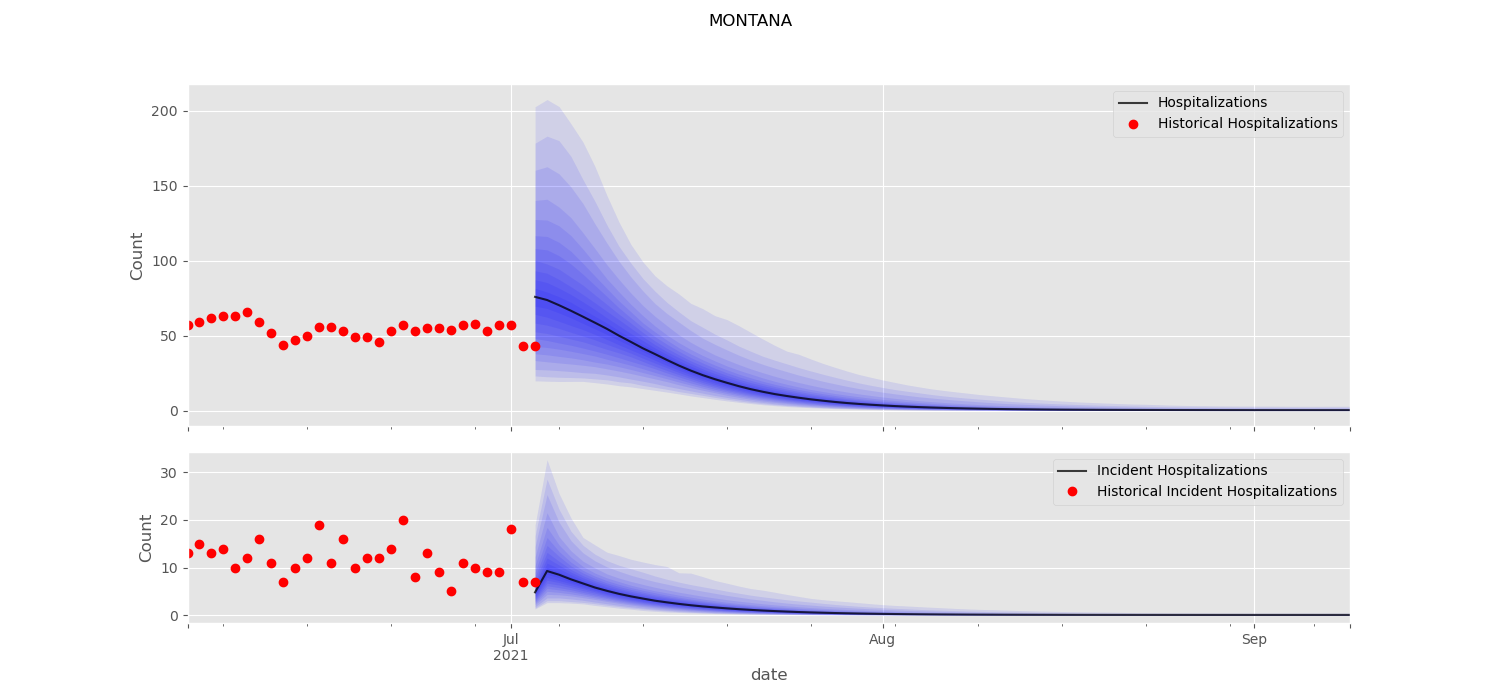 MONTANA
Hospitalizations
Historical Hospitalizations
200
150
100
50
0
Count
Incident Hospitalizations
Historical Incident Hospitalizations
30
20
10
0
Count
Jul
2021
Aug
Sep
date